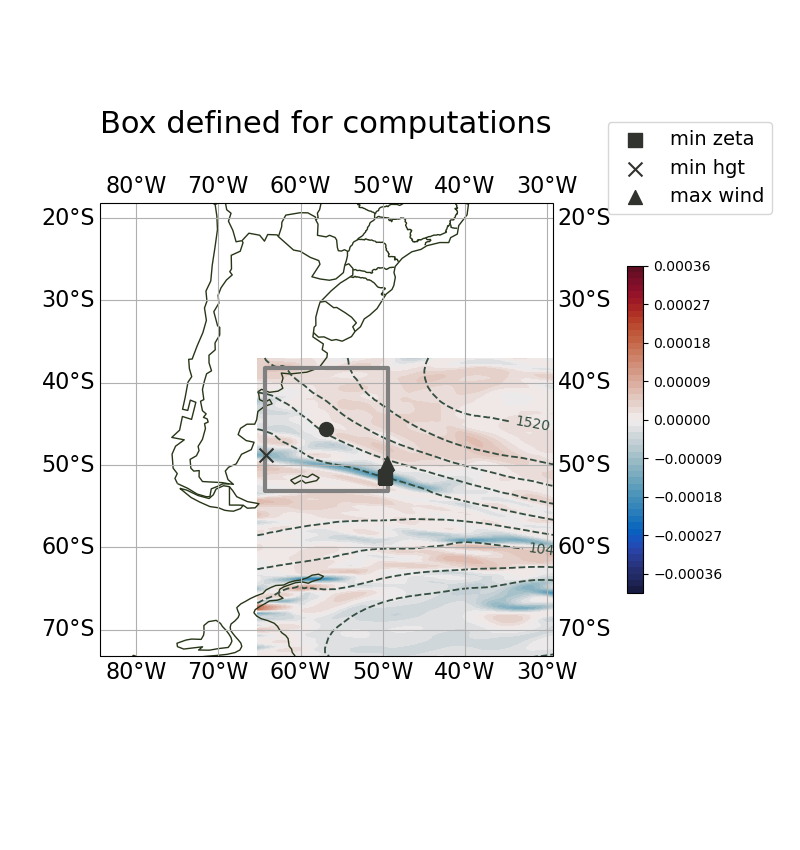 Box defined for computations
min zeta
min hgt
max wind
80°W 70°W 60°W 50°W 40°W 30°W
20°S 20°S
30°S 30°S
40°S 40°S
50°S 50°S
60°S 60°S
70°S 70°S
80°W 70°W 60°W 50°W 40°W 30°W
1520
104
0.00036
0.00027
0.00018
0.00009
0.00000
−0.00009
−0.00018
−0.00027
−0.00036